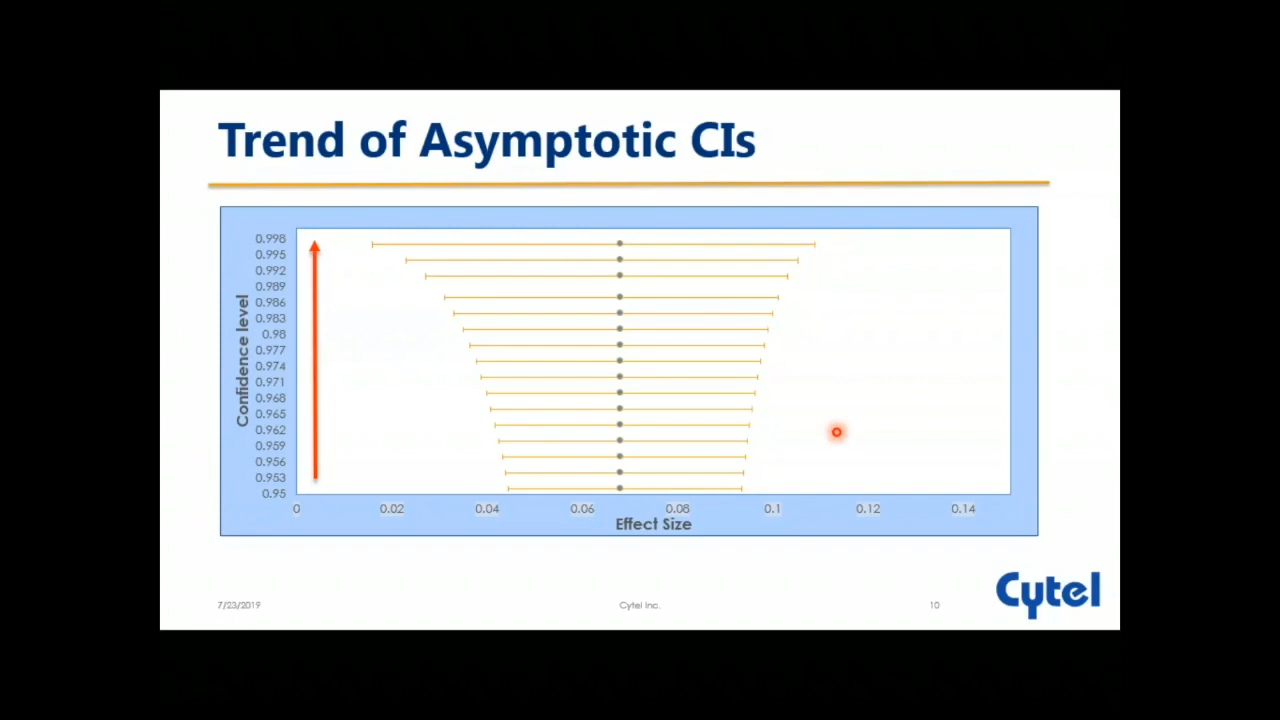 Trend of Asymptotic CIs
0.998
0.995
0.992
0.989
0.986
0.983
0.98
0.977
0.974
0.971
0.968
0.965
0.962
0.959
0.956
0.953
0.95
Confidence level
0 0.02 0.04 0.06 0.08 0.1 0.12 0.14
Effect Size
7/23/2019 Cytel Inc. 10
Cytel